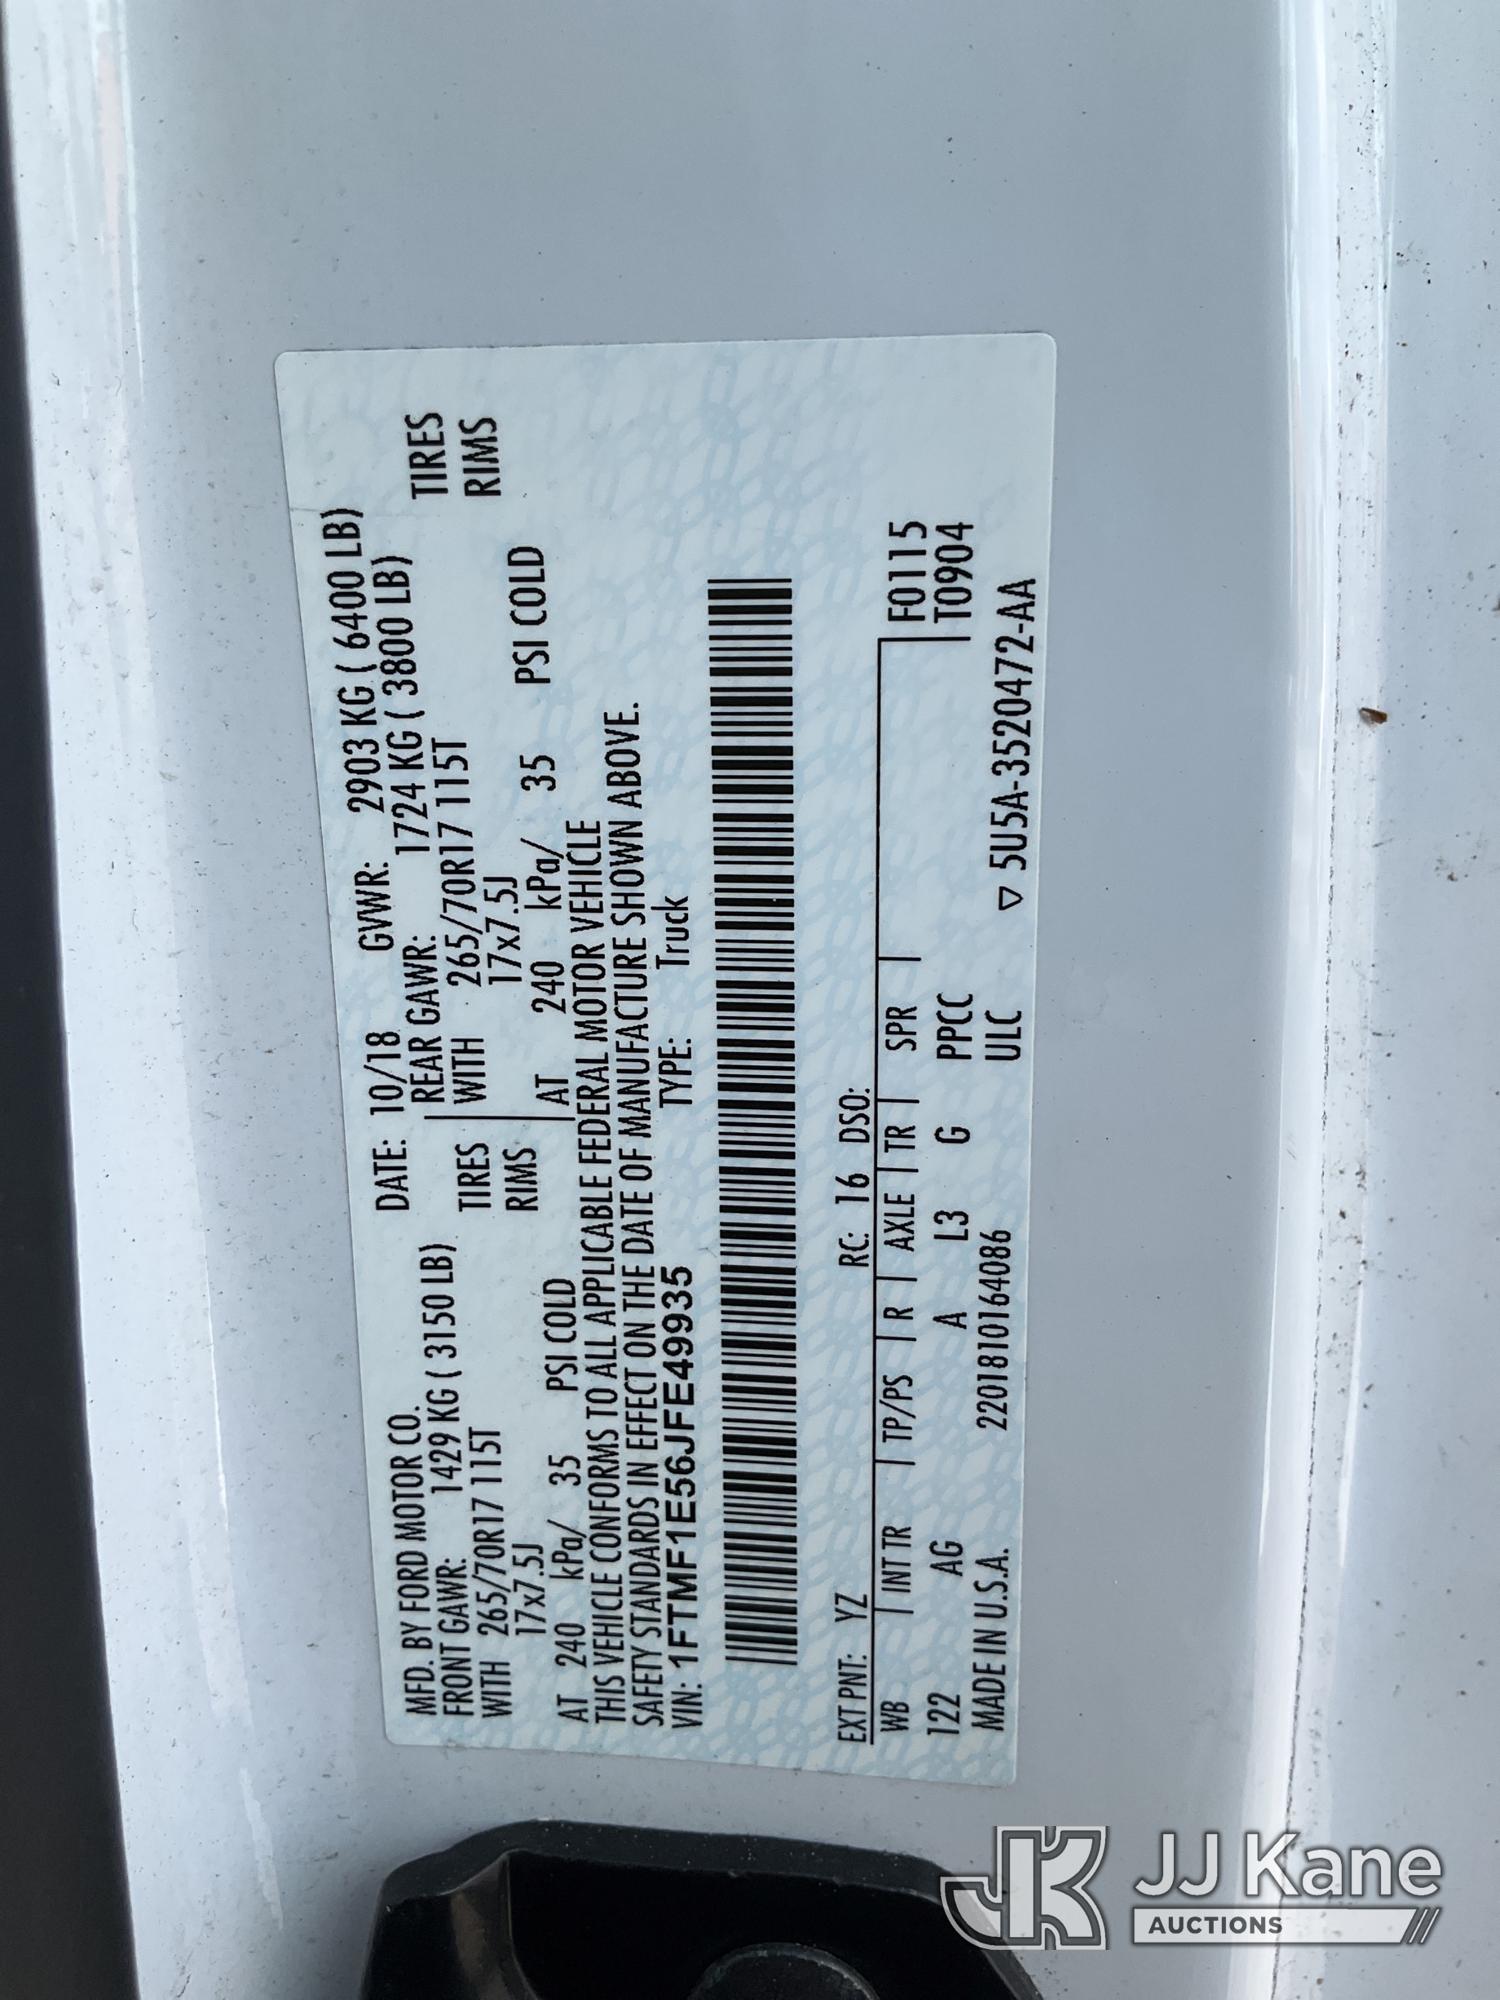 MFD. BY FORD MOTOR CO. DATE: 10/18 GVWR: 2903 KG ( 6400 LB)
FRONT GAWR: 1429 KG ( 3150 LB) REAR GAWR: 1724 KG ( 3800 LB)
WITH 265/70R17 115T TIRES WITH 265/70R17 115T TIRES
17x7.5J RIMS 17x7.5J RIMS
AT 240 kPa/ 35 PSI COLD AT 240 kPa/ 35 PSI COLD
THIS VEHICLE CONFORMS TO ALL APPLICABLE FEDERAL MOTOR VEHICLE
SAFETY STANDARDS IN EFFECT ON THE DATE OF MANUFACTURE SHOWN ABOVE.
VIN: 1FTMF1E56JFE49935 TYPE: Truck
EXT PNT: YZ RC: 16 DSO:
WB INT TR TP/PS R AXLE TR SPR F0115
122 AG A L3 G PPCC T0904
MADE IN U.S.A. 220181016 4086 ULC
▽ 5U5A-3520472-AA
JJ Kane
AUCTIONS